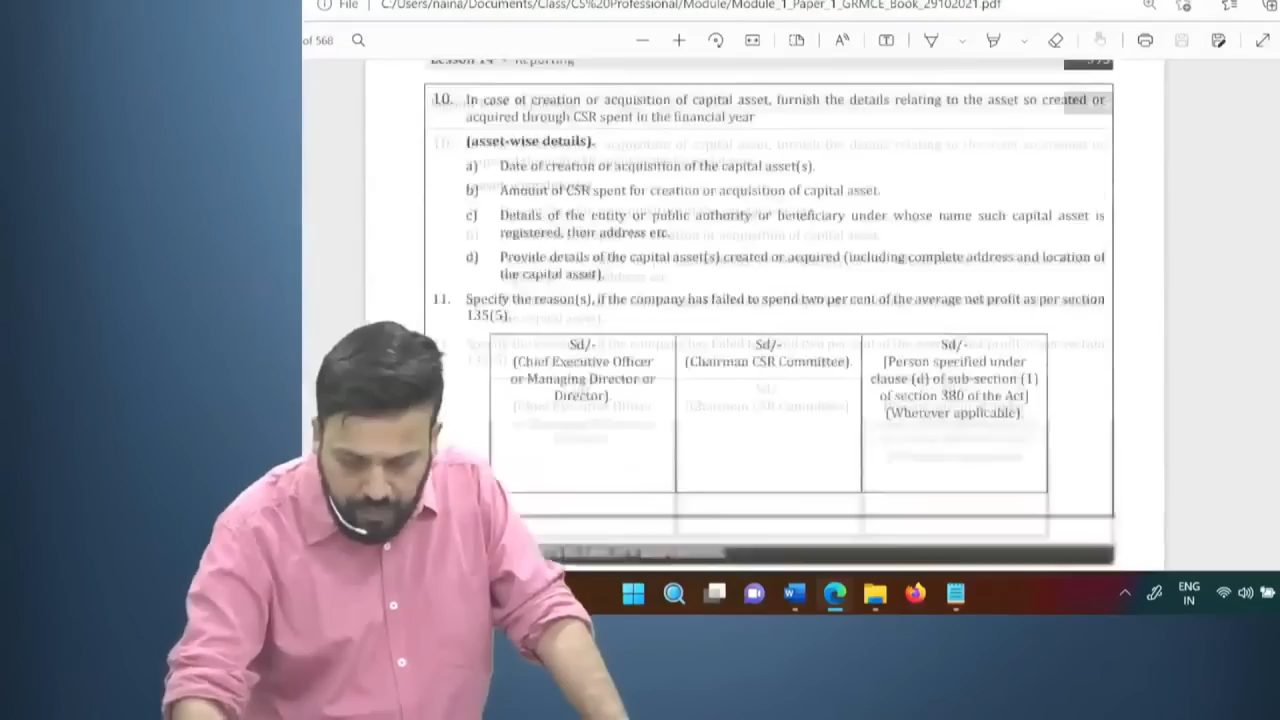 File C:/Users/naina/Documents/Class/CS%20Professional/Module/Module_1_Paper_1_GRMCE_Book_29102021.pdf
of 568
Lesson 14 • Reporting 593
10. In case of creation or acquisition of capital asset, furnish the details relating to the asset so created or
acquired through CSR spent in the financial year
(asset-wise details).
a) Date of creation or acquisition of the capital asset(s).
b) Amount of CSR spent for creation or acquisition of capital asset.
c) Details of the entity or public authority or beneficiary under whose name such capital asset is
registered, their address etc.
d) Provide details of the capital asset(s) created or acquired (including complete address and location of
the capital asset).
11. Specify the reason(s), if the company has failed to spend two per cent of the average net profit as per section
135(5).
Sd/-
(Chief Executive Officer
or Managing Director or
Director).
Sd/-
(Chairman CSR Committee).
Sd/-
[Person specified under
clause (d) of sub-section (1)
of section 380 of the Act]
(Wherever applicable).
ENG
IN